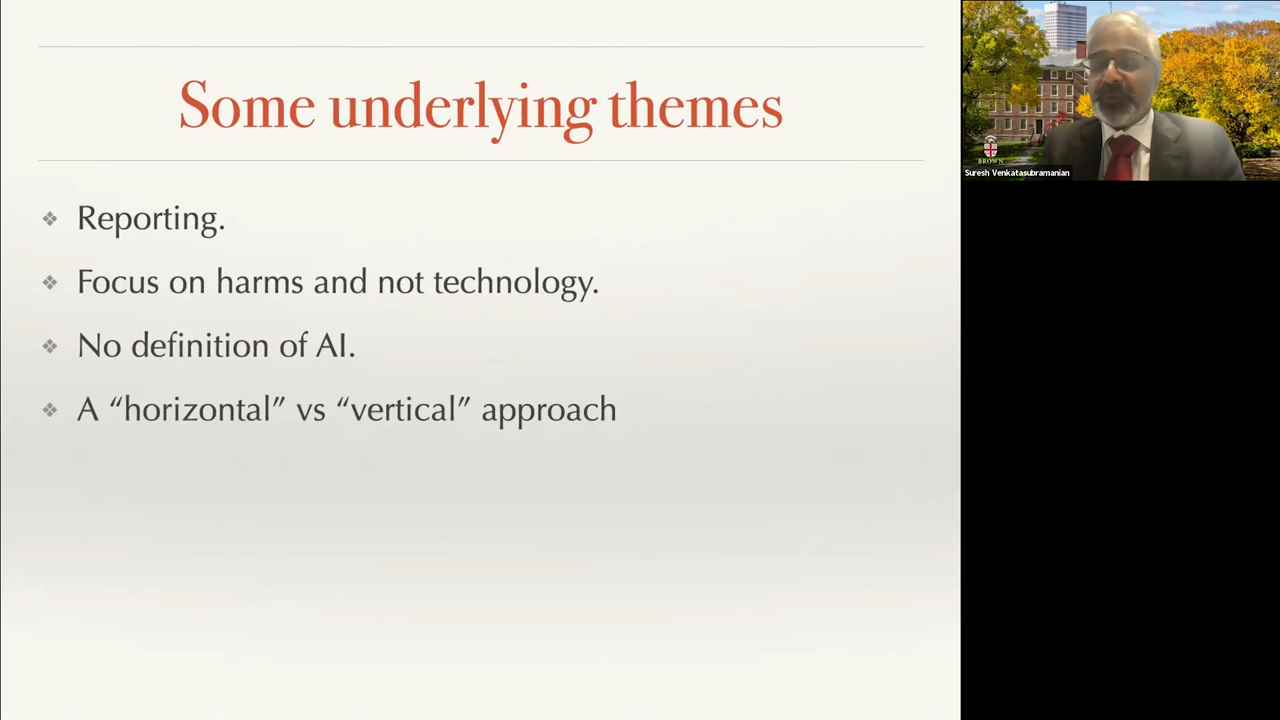 Some underlying themes
Reporting.
Focus on harms and not technology.
No definition of AI.
A “horizontal” vs “vertical” approach
BROWN
Suresh Venkatasubramanian